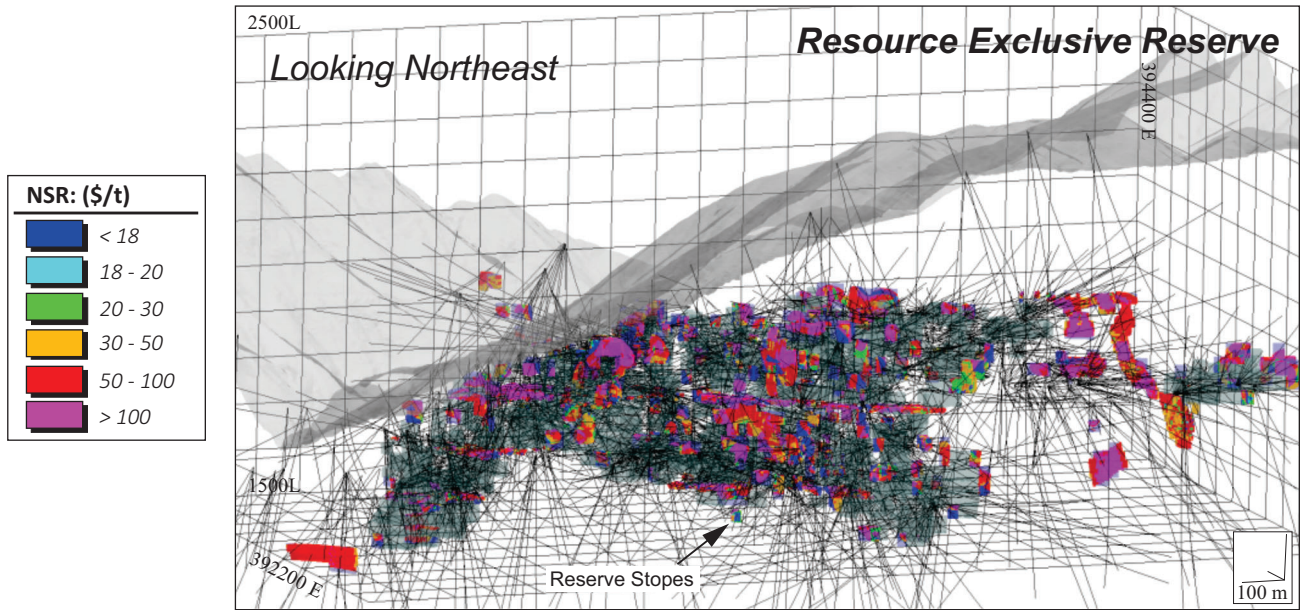 2500L
Looking Northeast
Resource Exclusive Reserve
394400 E
NSR: ($/t)
< 18
18 - 20
20 - 30
30 - 50
50 - 100
> 100
1500L
392200 E
Reserve Stopes
100 m